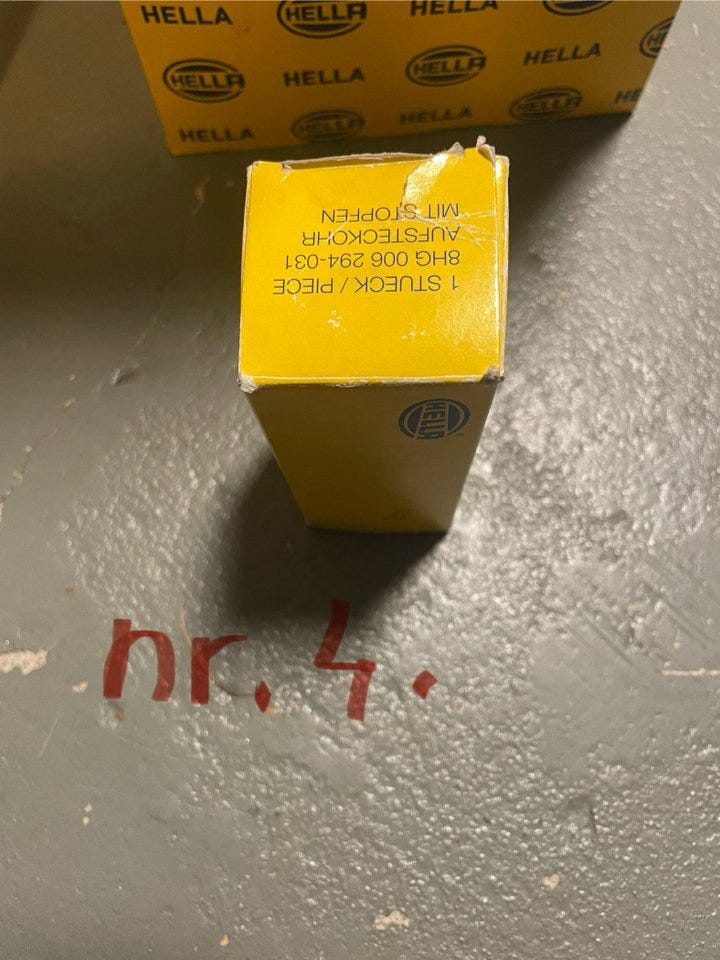 HELLA HELLA HELLA
HELLA HELLA HELLA HELLA
HELLA HELLA HELLA HELLA
1 STUECK / PIECE
8HG 006 294-031
AUFSTECKOHR
MIT STOPFEN
HELLA
nr. 4.